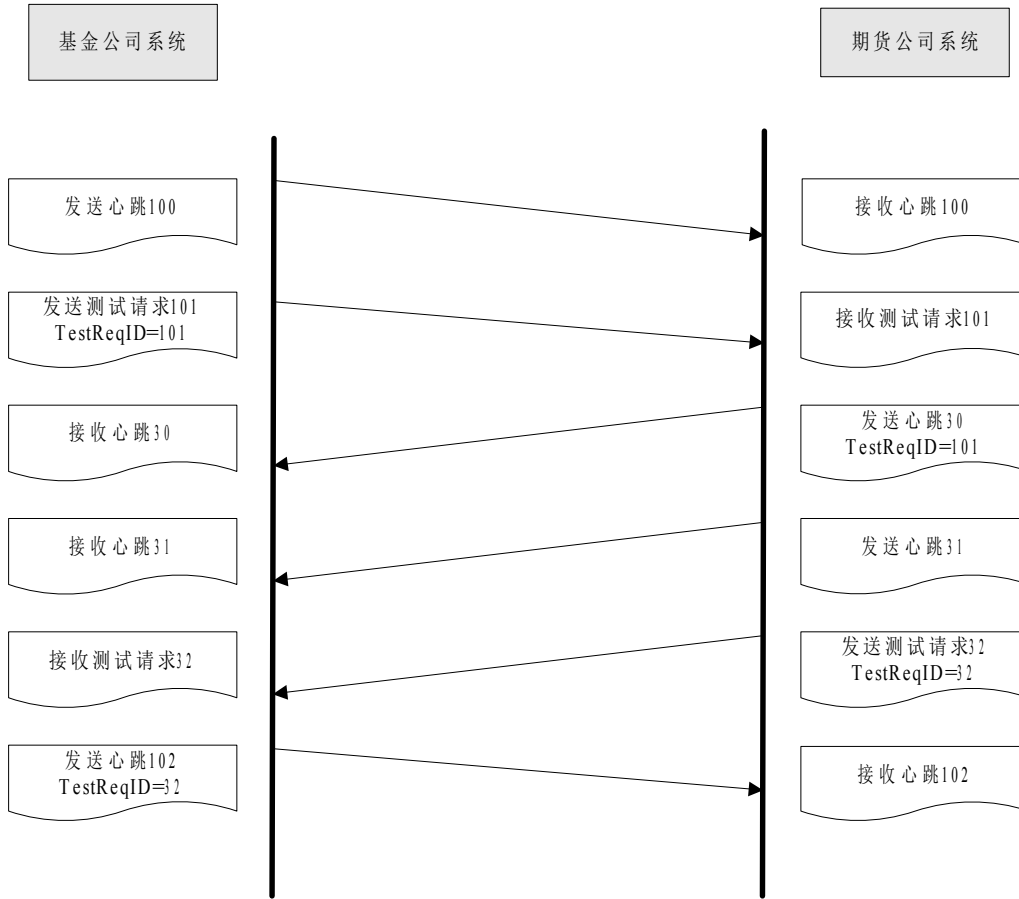 基金公司系统
期货公司系统
发送心跳100
接收心跳100
发送测试请求101
TestReqID=101
接收测试请求101
接收心跳30
发送心跳30
TestReqID=101
接收心跳31
发送心跳31
接收测试请求32
发送测试请求32
TestReqID=32
发送心跳102
TestReqID=32
接收心跳102